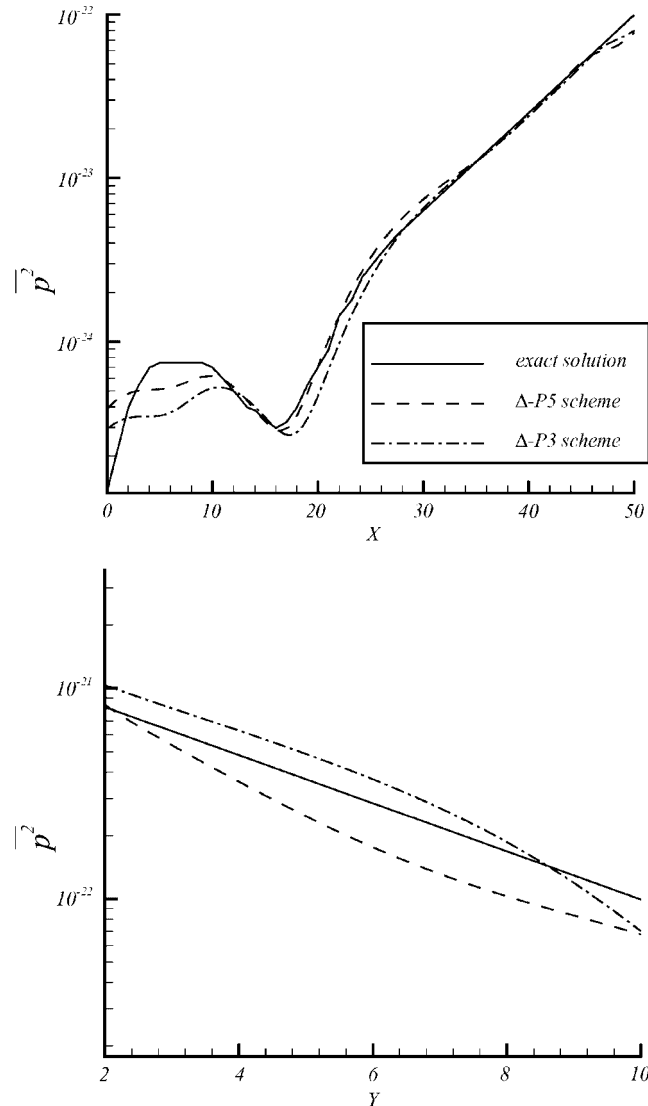 10⁻²²
10⁻²³
10⁻²⁴
p̅²
exact solution
Δ-P5 scheme
Δ-P3 scheme
0 10 20 30 40 50
X
10⁻²¹
10⁻²²
p̅²
2 4 6 8 10
Y